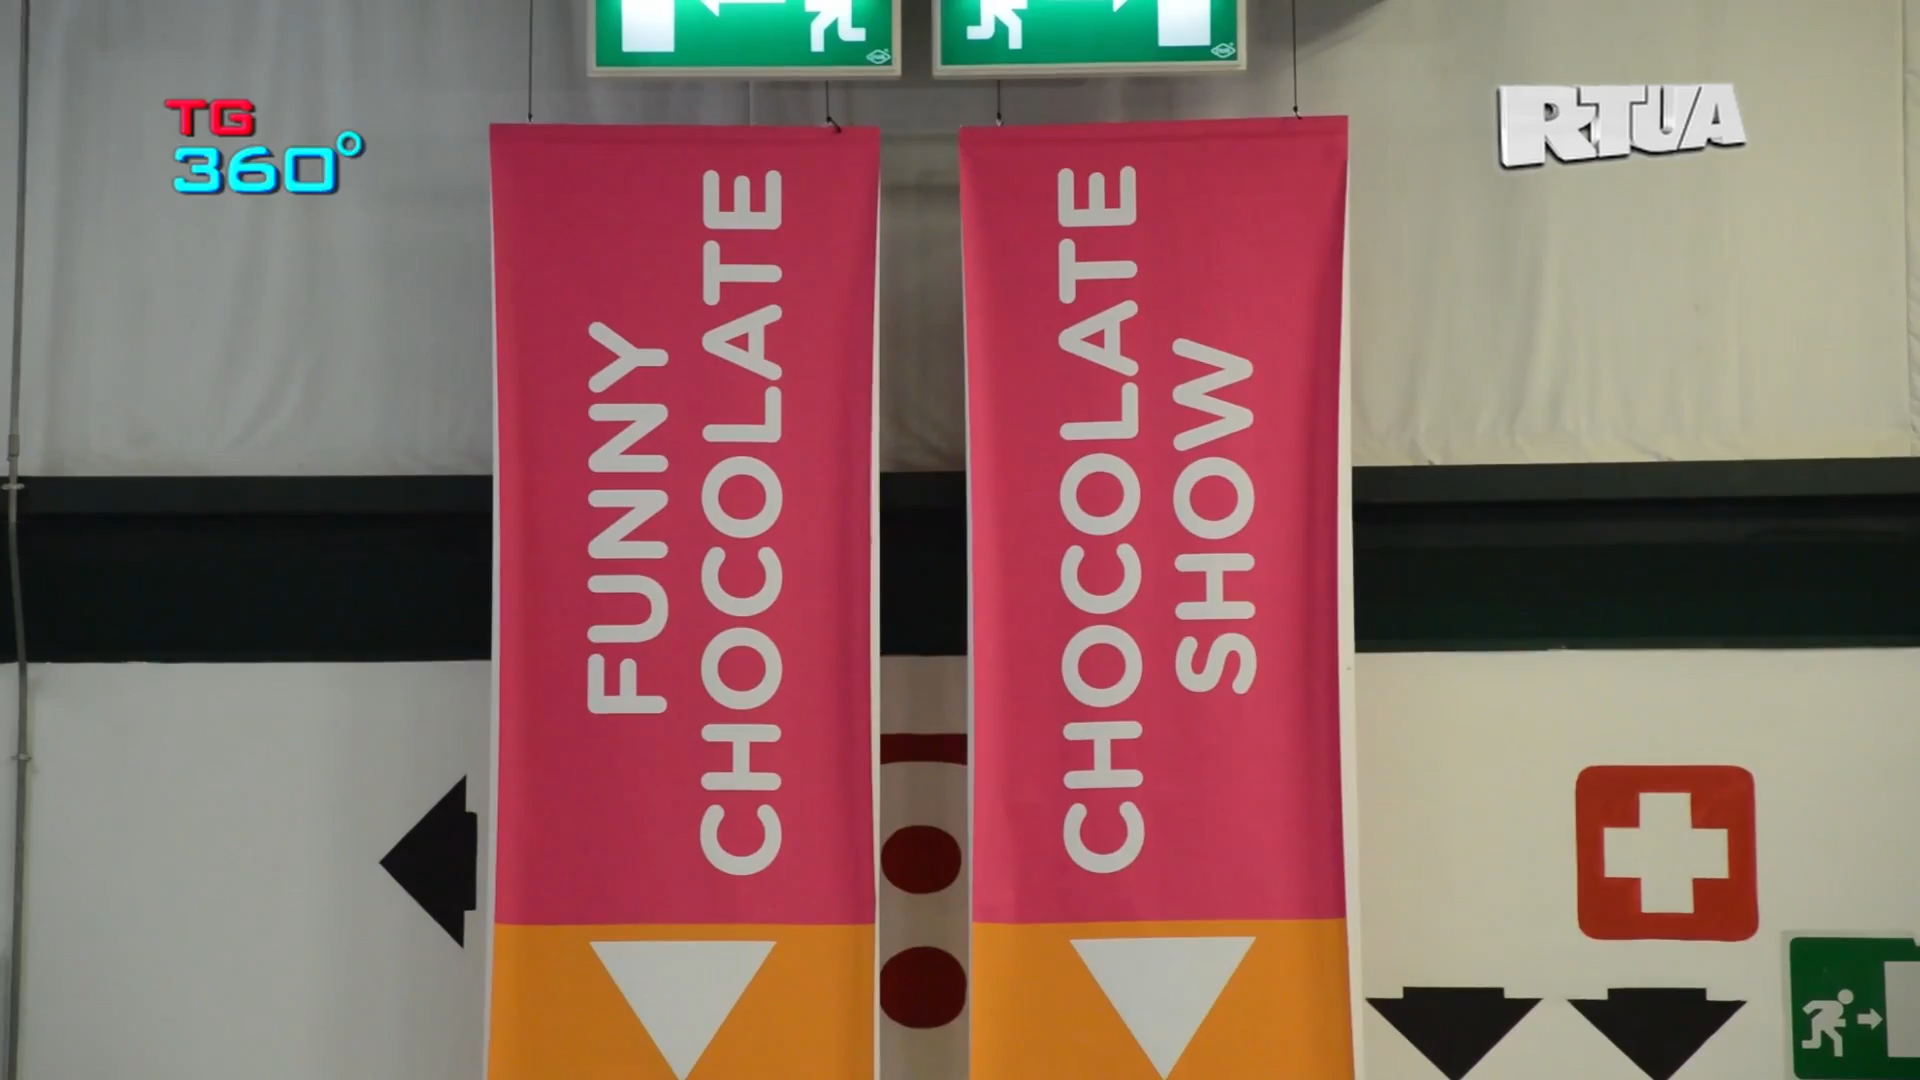 TG
360°
RTUA
FUNNY
CHOCOLATE
CHOCOLATE
SHOW